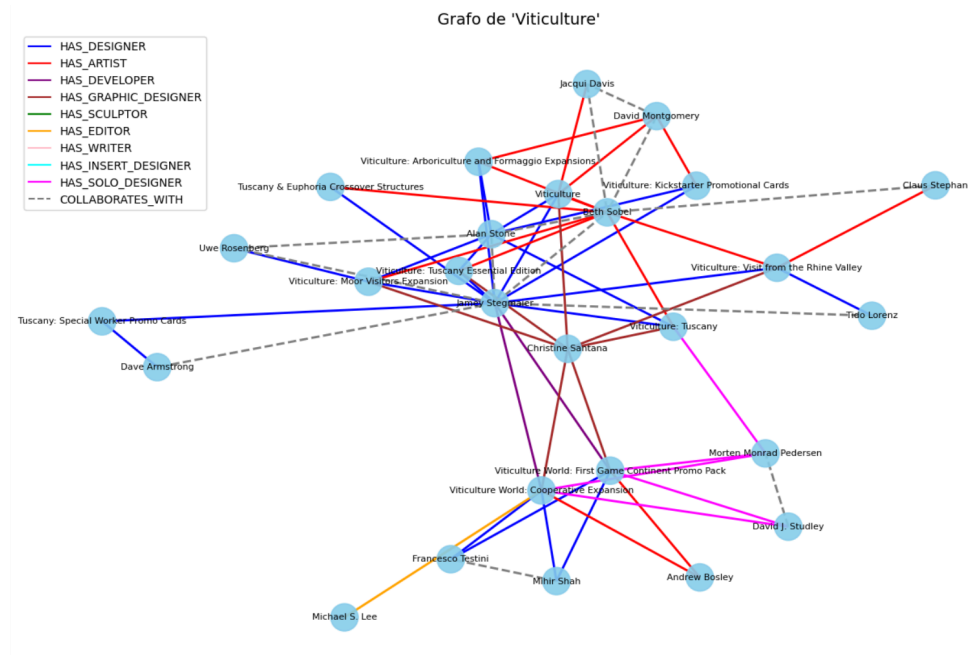 Grafo de 'Viticulture'
HAS_DESIGNER
HAS_ARTIST
HAS_DEVELOPER
HAS_GRAPHIC_DESIGNER
HAS_SCULPTOR
HAS_EDITOR
HAS_WRITER
HAS_INSERT_DESIGNER
HAS_SOLO_DESIGNER
COLLABORATES_WITH
Jacqui Davis
David Montgomery
Viticulture: Arboriculture and Formaggio Expansions
Tuscany & Euphoria Crossover Structures
Viticulture: Kickstarter Promotional Cards
Claus Stephan
Viticulture
Beth Sobel
Alan Stone
Uwe Rosenberg
Viticulture: Tuscany Essential Edition
Viticulture: Visit from the Rhine Valley
Viticulture: Moor Visitors Expansion
Jamey Stegmaier
Tido Lorenz
Tuscany: Special Worker Promo Cards
Viticulture: Tuscany
Christine Santana
Dave Armstrong
Morten Monrad Pedersen
Viticulture World: First Game Continent Promo Pack
Viticulture World: Cooperative Expansion
David J. Studley
Francesco Testini
Mihir Shah
Andrew Bosley
Michael S. Lee